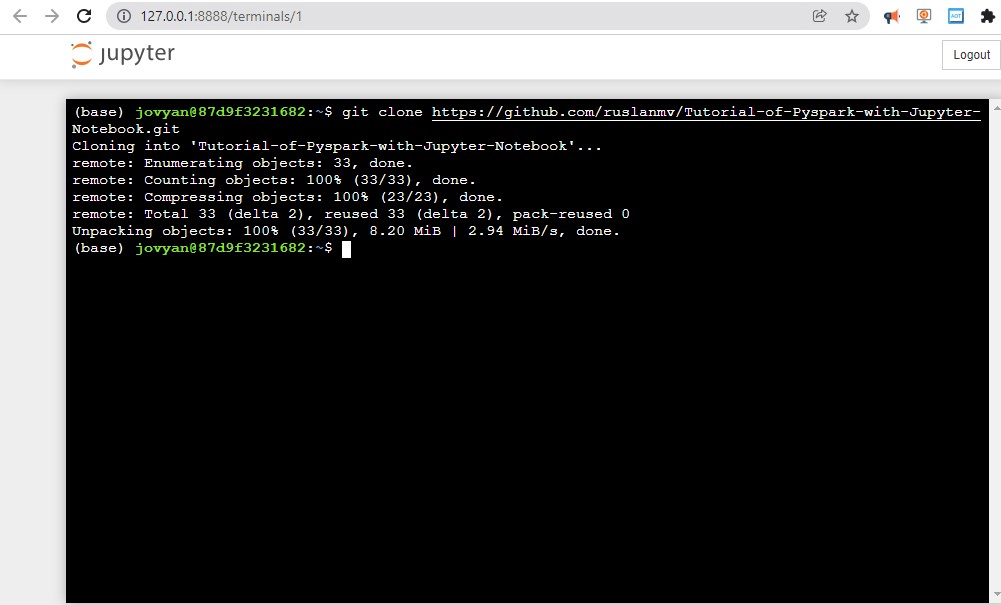 127.0.0.1:8888/terminals/1
jupyter
Logout
(base) jovyan@87d9f3231682:~$ git clone https://github.com/ruslanmv/Tutorial-of-Pyspark-with-Jupyter-
Notebook.git
Cloning into 'Tutorial-of-Pyspark-with-Jupyter-Notebook'...
remote: Enumerating objects: 33, done.
remote: Counting objects: 100% (33/33), done.
remote: Compressing objects: 100% (23/23), done.
remote: Total 33 (delta 2), reused 33 (delta 2), pack-reused 0
Unpacking objects: 100% (33/33), 8.20 MiB | 2.94 MiB/s, done.
(base) jovyan@87d9f3231682:~$